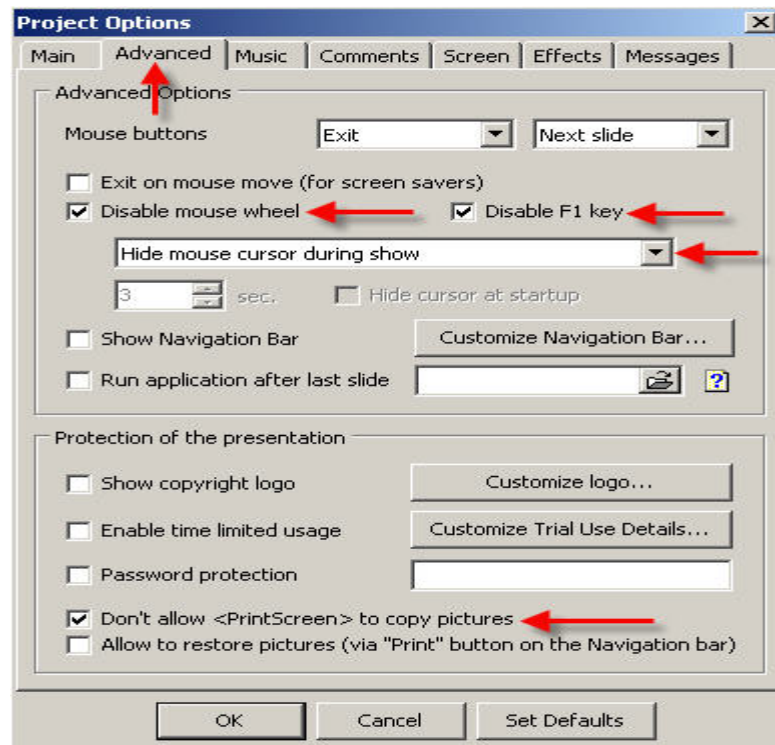 Project Options
Main Advanced Music Comments Screen Effects Messages
Advanced Options
Mouse buttons Exit Next slide
Exit on mouse move (for screen savers)
Disable mouse wheel Disable F1 key
Hide mouse cursor during show
3 sec. Hide cursor at startup
Show Navigation Bar Customize Navigation Bar...
Run application after last slide
Protection of the presentation
Show copyright logo Customize logo...
Enable time limited usage Customize Trial Use Details...
Password protection
Don't allow <PrintScreen> to copy pictures
Allow to restore pictures (via "Print" button on the Navigation bar)
OK Cancel Set Defaults